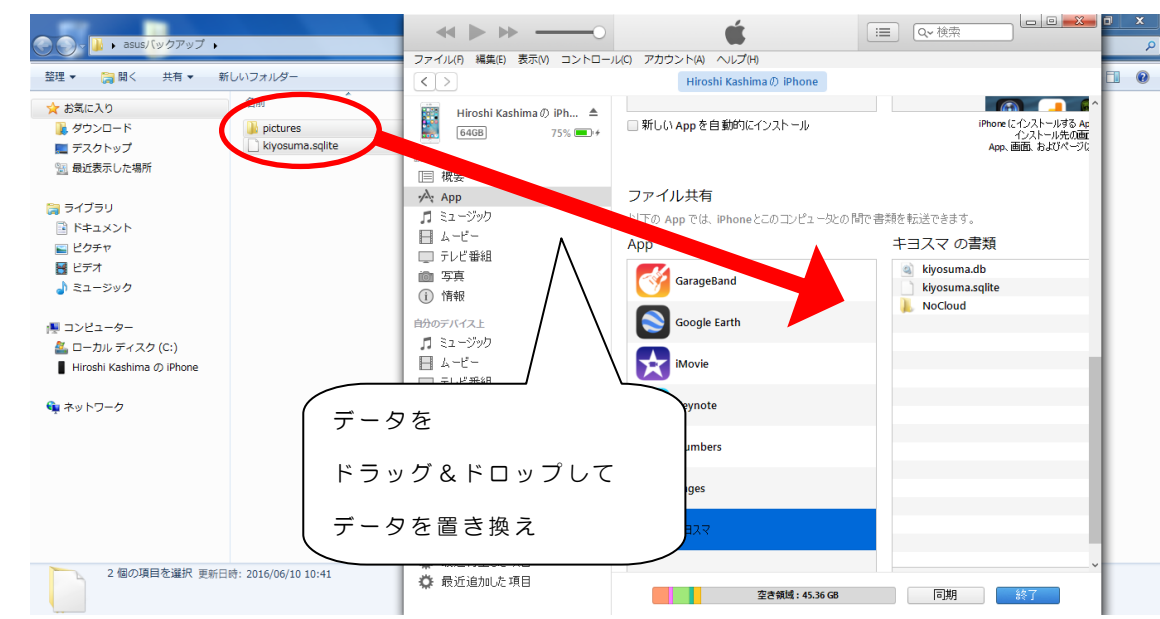 asusバックアップ
整理
開く
共有
新しいフォルダー
お気に入り
ダウンロード
デスクトップ
最近表示した場所
ライブラリ
ドキュメント
ピクチャ
ビデオ
ミュージック
コンピューター
ローカル ディスク (C:)
Hiroshi Kashima の iPhone
ネットワーク
pictures
kiyosuma.sqlite
2 個の項目を選択 更新日時: 2016/06/10 10:41
検索
ファイル(F) 編集(E) 表示(V) コントロール(C) アカウント(A) ヘルプ(H)
Hiroshi Kashima の iPhone
Hiroshi Kashima の iPh...
64GB
75%
概要
App
ミュージック
ムービー
テレビ番組
写真
情報
自分のデバイス上
ミュージック
ムービー
テレビ番組
最近追加した項目
新しい App を自動的にインストール
iPhone にインストールする Ap
インストール先の画
App、画面、およびページに
ファイル共有
以下の App では、iPhoneとこのコンピュータとの間で書類を転送できます。
App
GarageBand
Google Earth
iMovie
eynote
umbers
ges
ヨスマ
キヨスマ の書類
kiyosuma.db
kiyosuma.sqlite
NoCloud
データを
ドラッグ＆ドロップして
データを置き換え
空き領域 : 45.36 GB
同期
終了